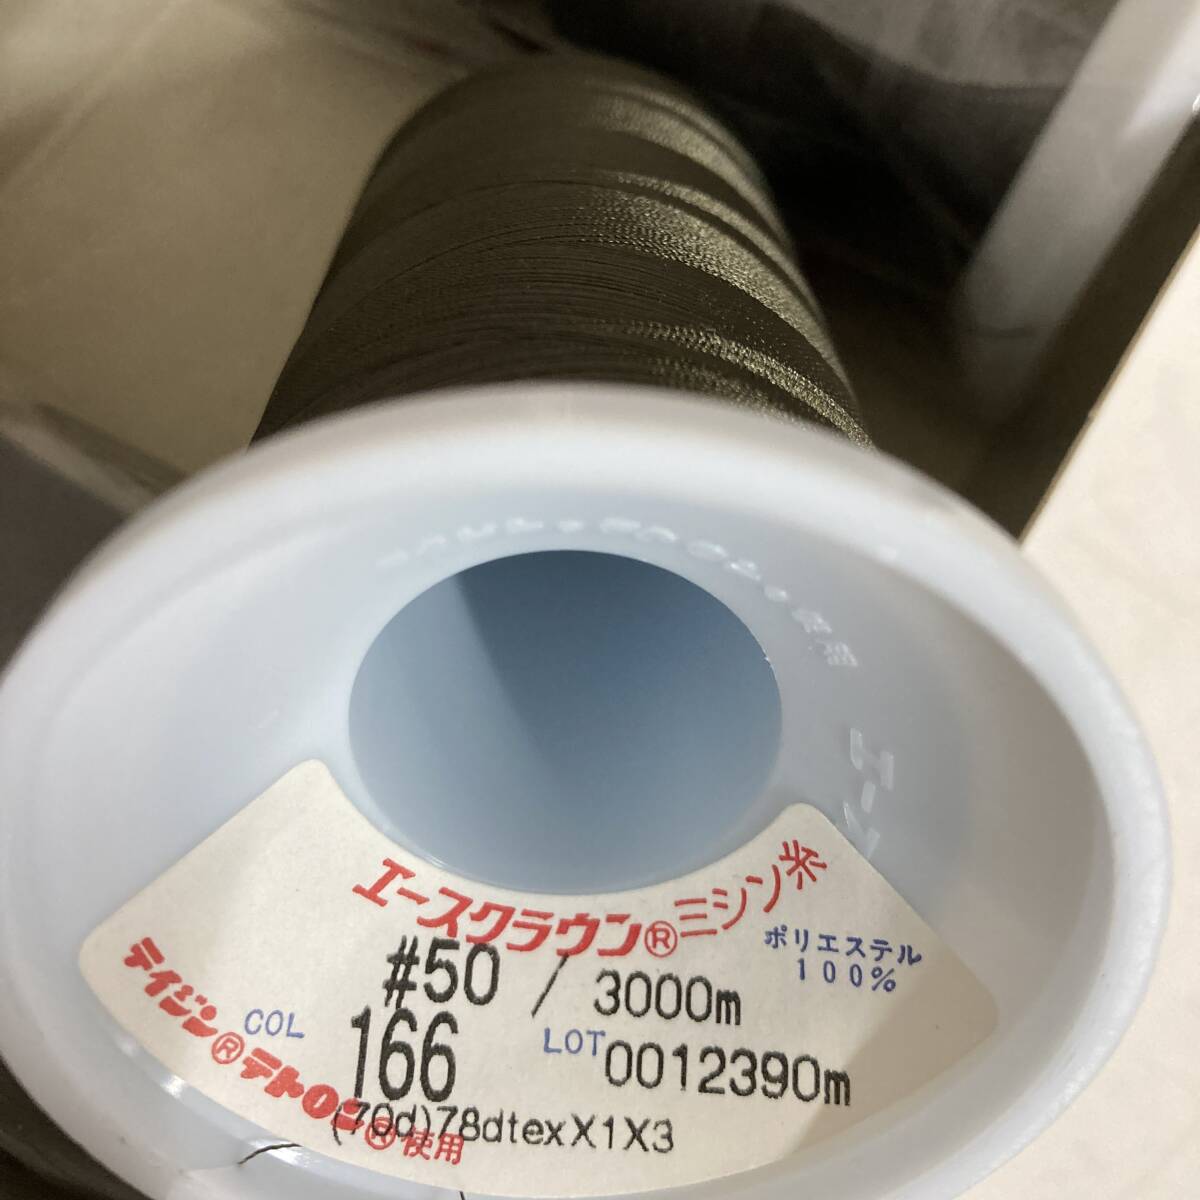 エースクラウン®ミシン糸
ポリエステル
100%
#50 / 3000m
COL 166 LOT 0012390m
(70d)78dtexX1X3
テイジン®テトロン®使用